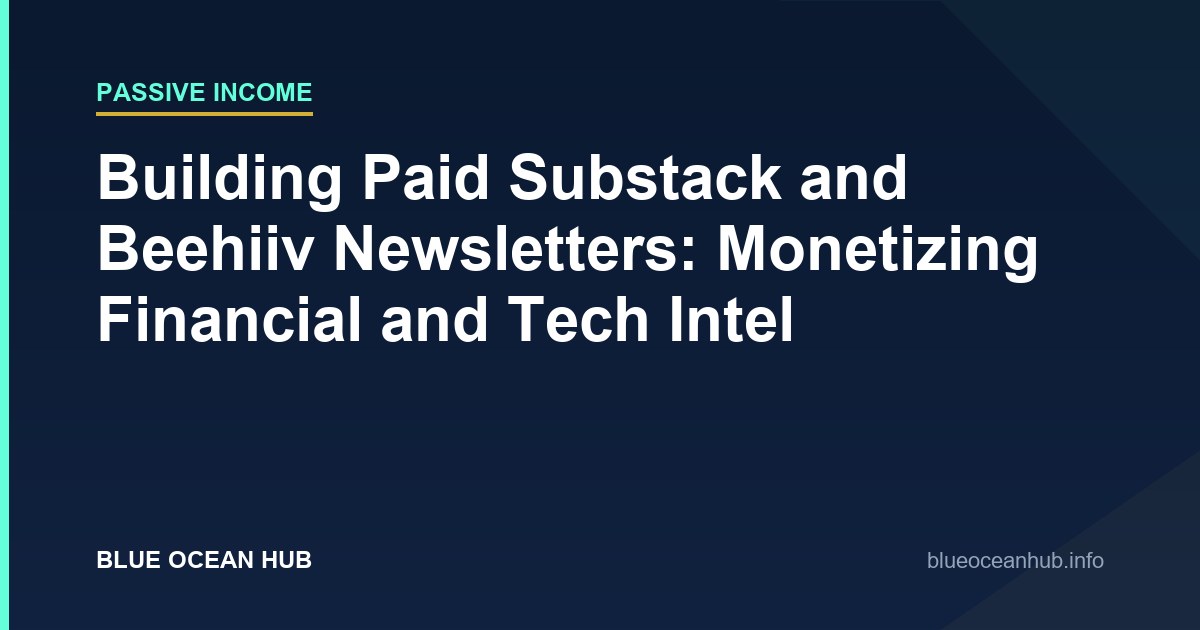 PASSIVE INCOME
Building Paid Substack and
Beehiiv Newsletters: Monetizing
Financial and Tech Intel
BLUE OCEAN HUB
blueoceanhub.info